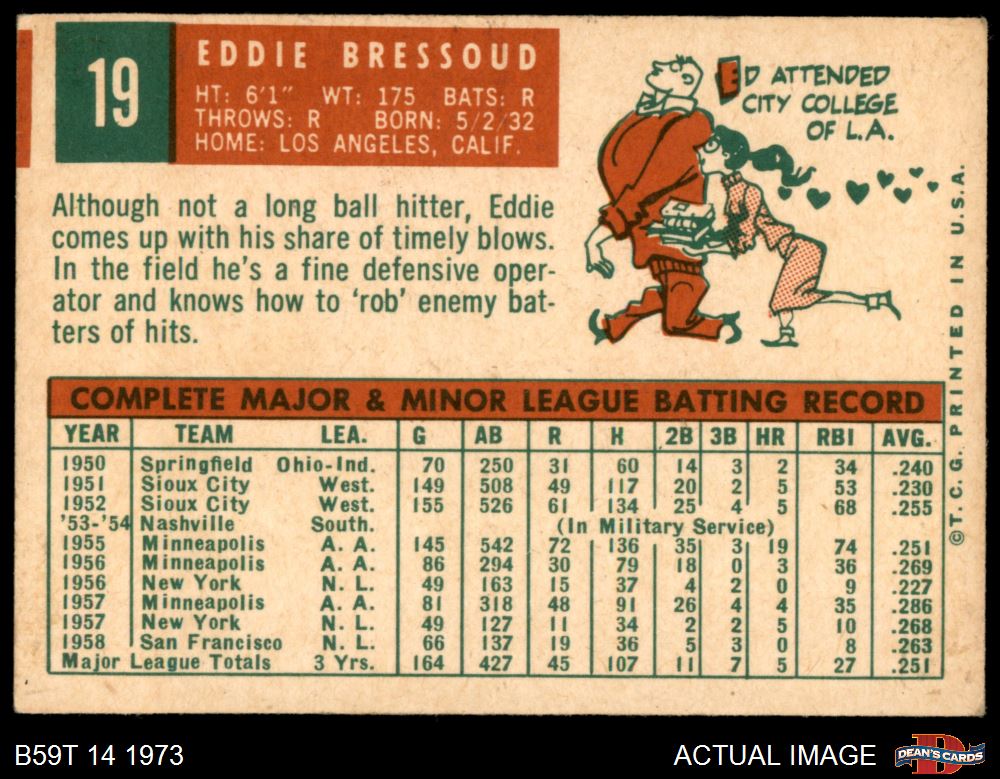 19
EDDIE BRESSOUD
HT: 6'1" WT: 175 BATS: R
THROWS: R BORN: 5/2/32
HOME: LOS ANGELES, CALIF.
ED ATTENDED
CITY COLLEGE
OF L.A.
Although not a long ball hitter, Eddie
comes up with his share of timely blows.
In the field he's a fine defensive oper-
ator and knows how to 'rob' enemy bat-
ters of hits.
COMPLETE MAJOR & MINOR LEAGUE BATTING RECORD
YEAR TEAM LEA. G AB R H 2B 3B HR RBI AVG.
1950 Springfield Ohio-Ind. 70 250 31 60 14 3 2 34 .240
1951 Sioux City West. 149 508 49 117 20 2 5 53 .230
1952 Sioux City West. 155 526 61 134 25 4 5 68 .255
'53-'54 Nashville South. (In Military Service)
1955 Minneapolis A. A. 145 542 72 136 35 3 19 74 .251
1956 Minneapolis A. A. 86 294 30 79 18 0 3 36 .269
1956 New York N. L. 49 163 15 37 4 2 0 9 .227
1957 Minneapolis A. A. 81 318 48 91 26 4 4 35 .286
1957 New York N. L. 49 127 11 34 2 2 5 10 .268
1958 San Francisco N. L. 66 137 19 36 5 3 0 8 .263
Major League Totals 3 Yrs. 164 427 45 107 11 7 5 27 .251
©T. C. G. PRINTED IN U.S.A.
B59T 14 1973
ACTUAL IMAGE
DEAN'S CARDS